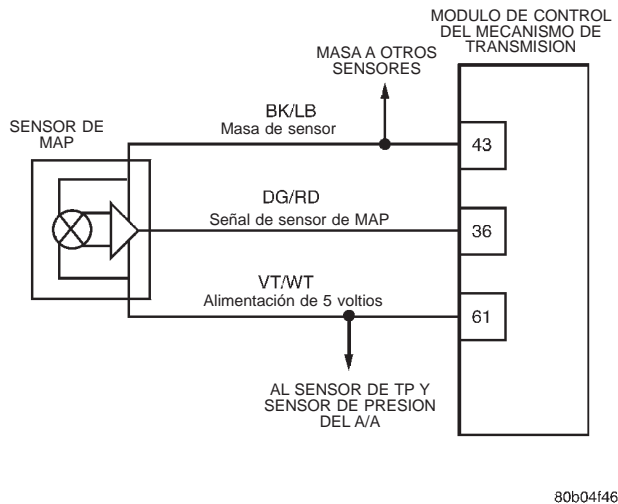 MODULO DE CONTROL
DEL MECANISMO DE
TRANSMISION
MASA A OTROS
SENSORES
SENSOR DE
MAP
BK/LB
Masa de sensor
43
DG/RD
Señal de sensor de MAP
36
VT/WT
Alimentación de 5 voltios
61
AL SENSOR DE TP Y
SENSOR DE PRESION
DEL A/A
80b04f46